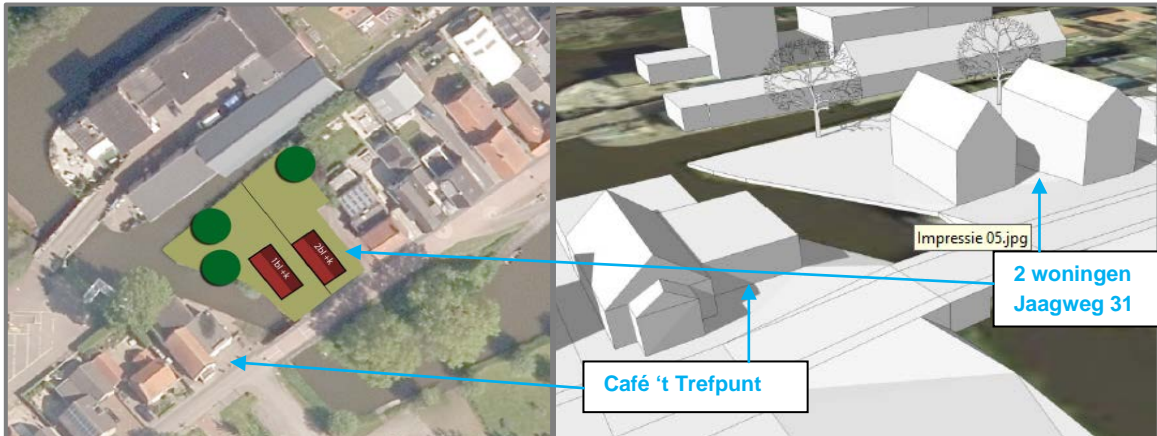 1bl+k
2bl+k
Impressie 05.jpg
2 woningen
Jaagweg 31
Café ‘t Trefpunt